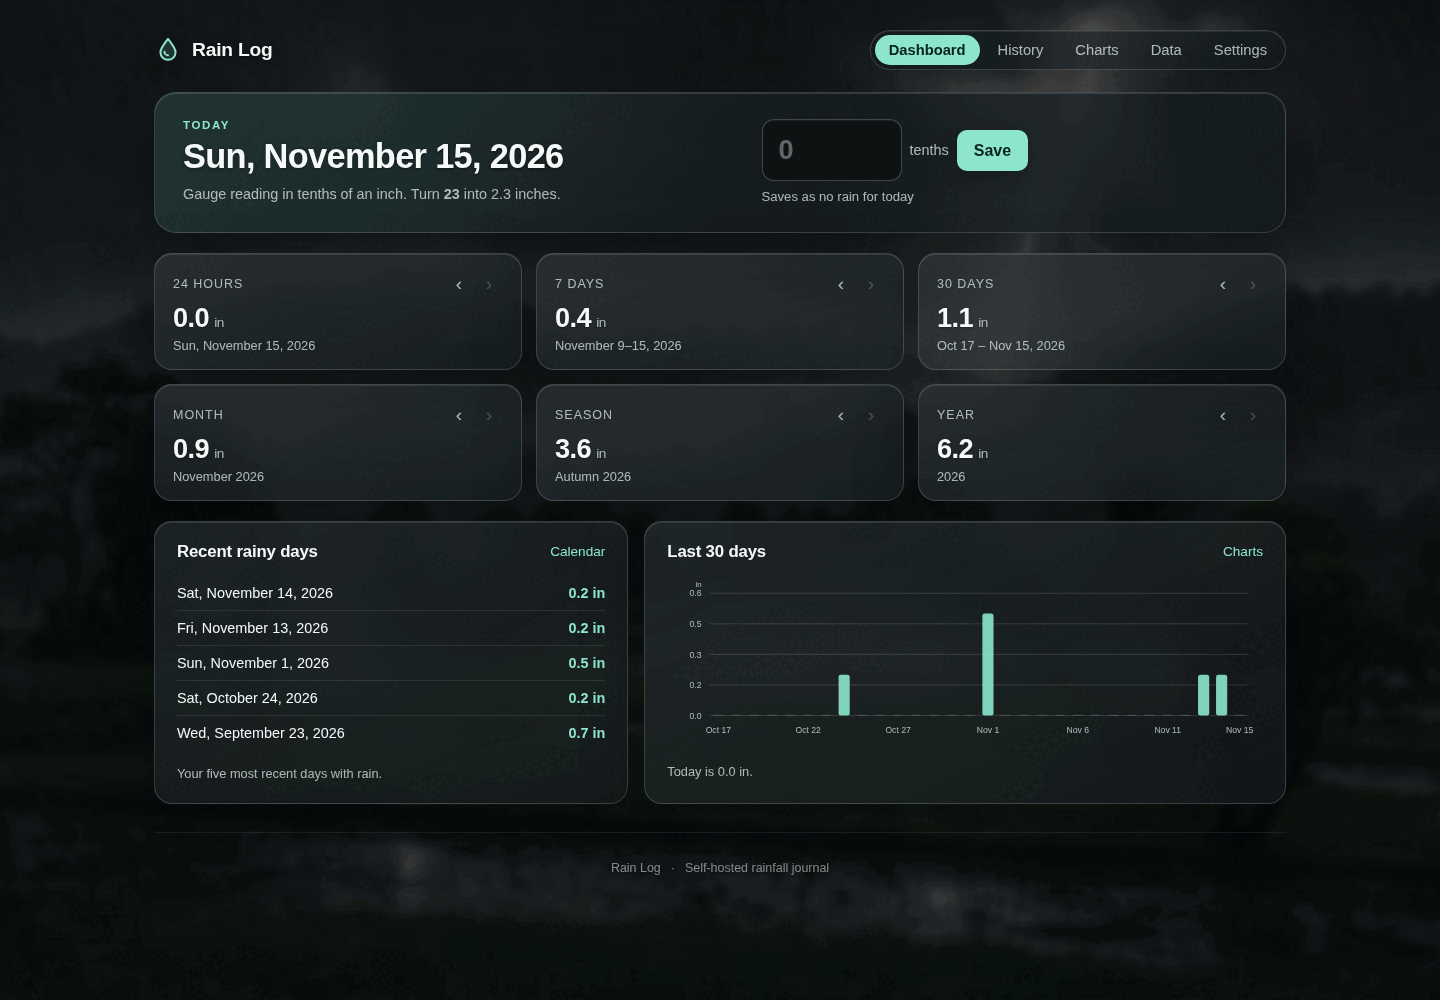 Rain Log
Dashboard History Charts Data Settings
TODAY
Sun, November 15, 2026
Gauge reading in tenths of an inch. Turn 23 into 2.3 inches.
0 tenths Save
Saves as no rain for today
24 HOURS ‹ ›
0.0 in
Sun, November 15, 2026
7 DAYS ‹ ›
0.4 in
November 9–15, 2026
30 DAYS ‹ ›
1.1 in
Oct 17 – Nov 15, 2026
MONTH ‹ ›
0.9 in
November 2026
SEASON ‹ ›
3.6 in
Autumn 2026
YEAR ‹ ›
6.2 in
2026
Recent rainy days Calendar
Sat, November 14, 2026 0.2 in
Fri, November 13, 2026 0.2 in
Sun, November 1, 2026 0.5 in
Sat, October 24, 2026 0.2 in
Wed, September 23, 2026 0.7 in
Your five most recent days with rain.
Last 30 days Charts
in
0.6
0.5
0.3
0.2
0.0
Oct 17 Oct 22 Oct 27 Nov 1 Nov 6 Nov 11 Nov 15
Today is 0.0 in.
Rain Log · Self-hosted rainfall journal